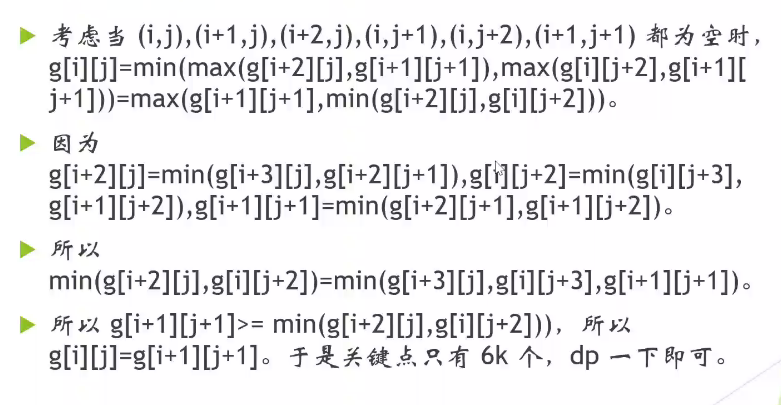 考虑当 (i,j),(i+1,j),(i+2,j),(i,j+1),(i,j+2),(i+1,j+1) 都为空时,
g[i][j]=min(max(g[i+2][j],g[i+1][j+1]),max(g[i][j+2],g[i+1][
j+1]))=max(g[i+1][j+1],min(g[i+2][j],g[i][j+2]))。
因为
g[i+2][j]=min(g[i+3][j],g[i+2][j+1]),g[i][j+2]=min(g[i][j+3],
g[i+1][j+2]),g[i+1][j+1]=min(g[i+2][j+1],g[i+1][j+2])。
所以
min(g[i+2][j],g[i][j+2])=min(g[i+3][j],g[i][j+3],g[i+1][j+1])。
所以 g[i+1][j+1]>= min(g[i+2][j],g[i][j+2])),所以
g[i][j]=g[i+1][j+1]。于是关键点只有 6k 个,dp 一下即可。